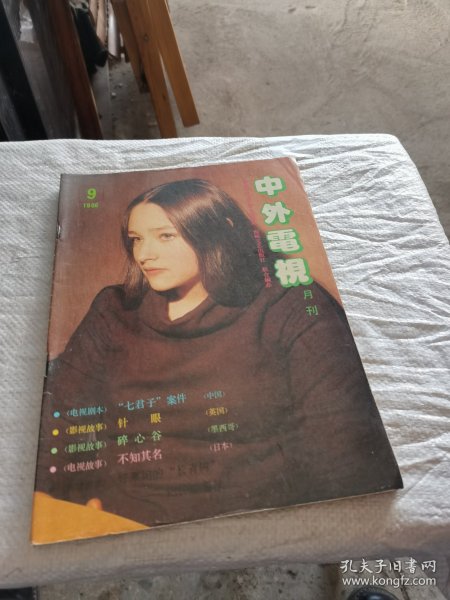 9
1986
中外電視
月刊
《电视剧本》 “七君子”案件 (中国)
《影视故事》 针 眼 (英国)
《影视故事》 碎 心 谷 (墨西哥)
《电视故事》 不知其名 (日本)
孔夫子旧书网
www.kongfz.com